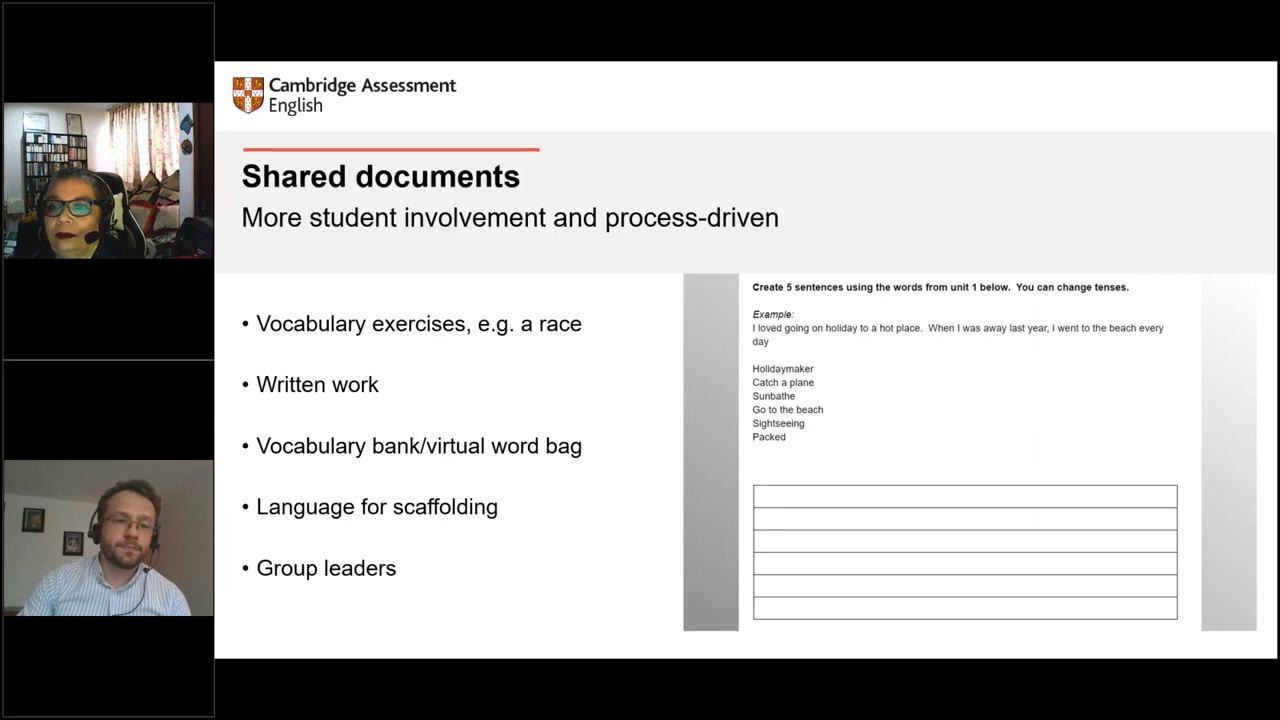 Cambridge Assessment
English
Shared documents
More student involvement and process-driven
• Vocabulary exercises, e.g. a race
• Written work
• Vocabulary bank/virtual word bag
• Language for scaffolding
• Group leaders
Create 5 sentences using the words from unit 1 below.  You can change tenses.
Example:
I loved going on holiday to a hot place.  When I was away last year, I went to the beach every
day
Holidaymaker
Catch a plane
Sunbathe
Go to the beach
Sightseeing
Packed